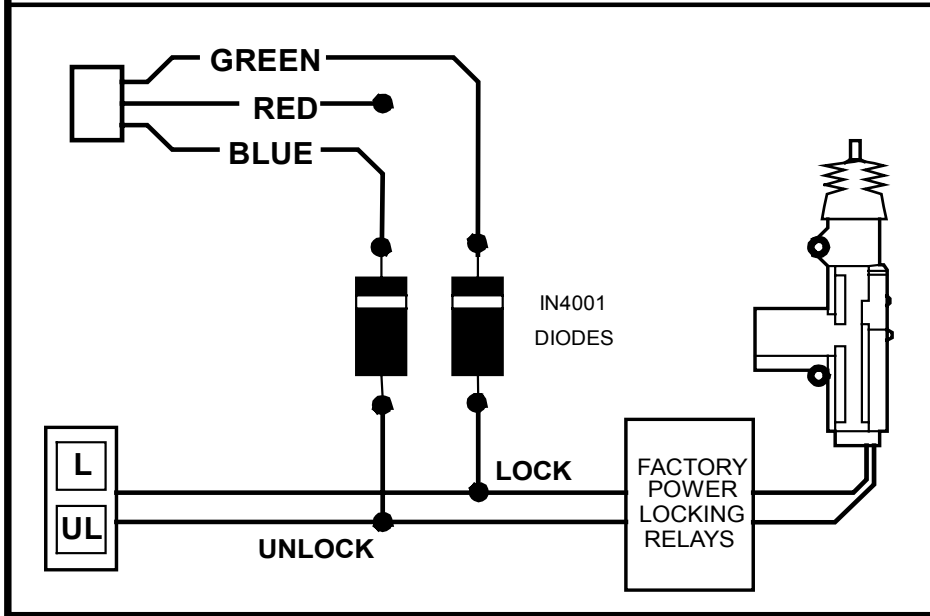 GREEN
RED
BLUE
IN4001
DIODES
L
LOCK
UL
UNLOCK
FACTORY
POWER
LOCKING
RELAYS